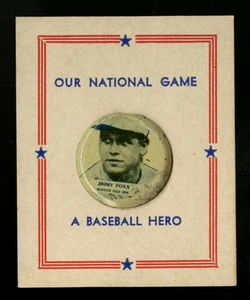 OUR NATIONAL GAME
JIMMY FOXX
BOSTON RED SOX
A BASEBALL HERO